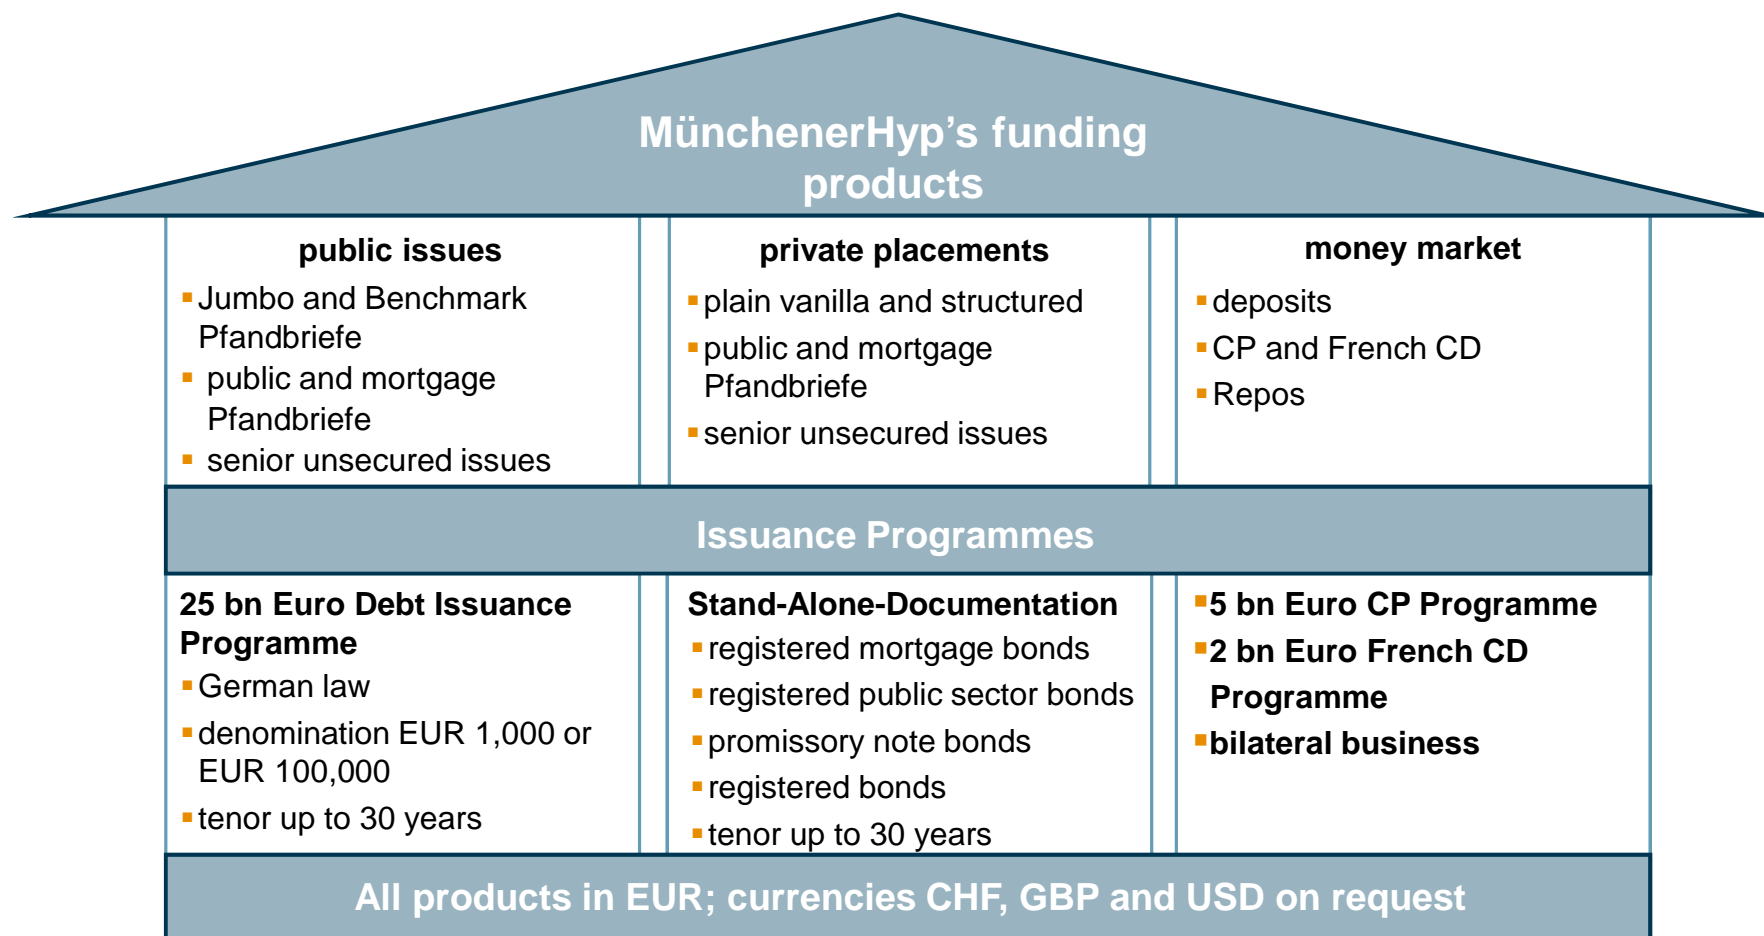 MünchenerHyp’s funding
products
public issues
Jumbo and Benchmark
Pfandbriefe
public and mortgage
Pfandbriefe
senior unsecured issues
private placements
plain vanilla and structured
public and mortgage
Pfandbriefe
senior unsecured issues
money market
deposits
CP and French CD
Repos
Issuance Programmes
25 bn Euro Debt Issuance
Programme
German law
denomination EUR 1,000 or
EUR 100,000
tenor up to 30 years
Stand-Alone-Documentation
registered mortgage bonds
registered public sector bonds
promissory note bonds
registered bonds
tenor up to 30 years
5 bn Euro CP Programme
2 bn Euro French CD
Programme
bilateral business
All products in EUR; currencies CHF, GBP and USD on request